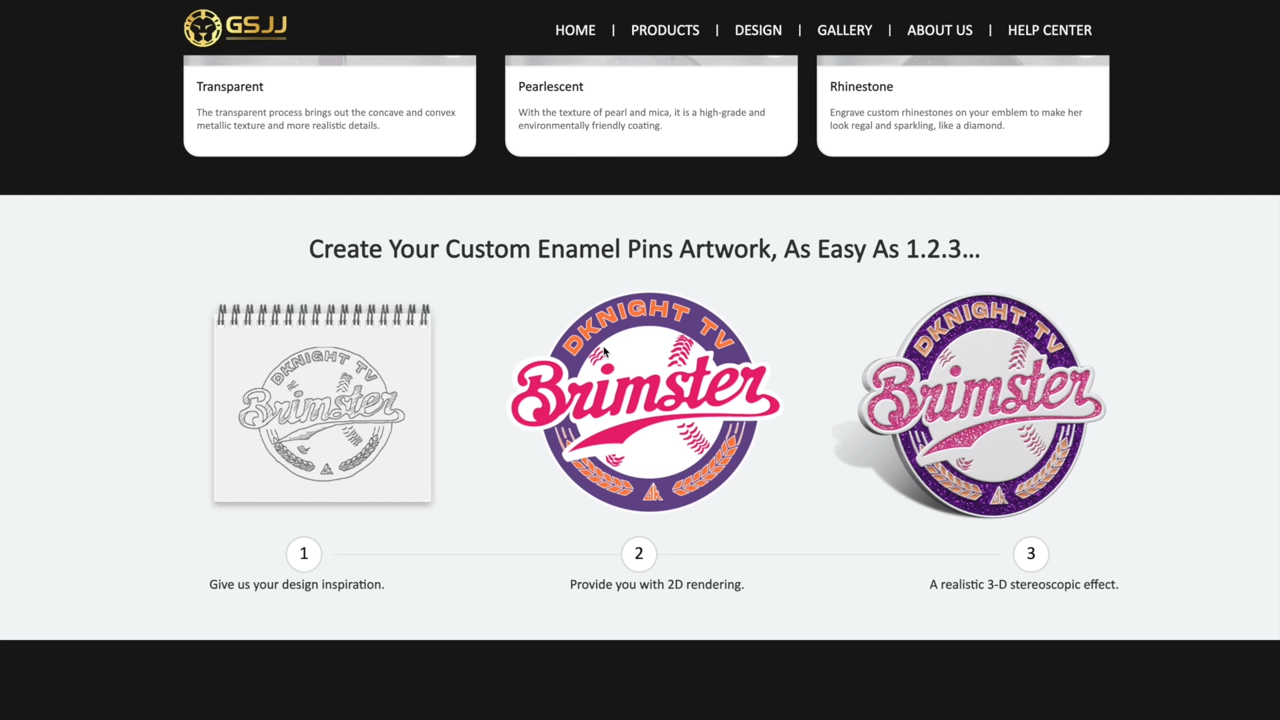 GSJJ
HOME | PRODUCTS | DESIGN | GALLERY | ABOUT US | HELP CENTER
Transparent
The transparent process brings out the concave and convex
metallic texture and more realistic details.
Pearlescent
With the texture of pearl and mica, it is a high-grade and
environmentally friendly coating.
Rhinestone
Engrave custom rhinestones on your emblem to make her
look regal and sparkling, like a diamond.
Create Your Custom Enamel Pins Artwork, As Easy As 1.2.3...
DKNIGHT TV
Brimster
DKNIGHT TV
Brimster
DK
DKNIGHT TV
Brimster
DK
1
Give us your design inspiration.
2
Provide you with 2D rendering.
3
A realistic 3-D stereoscopic effect.